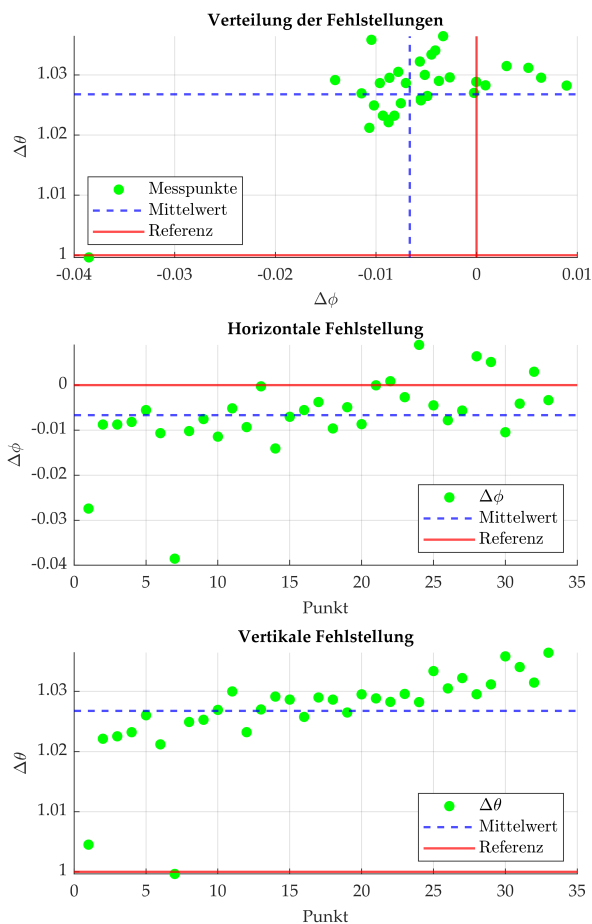 Verteilung der Fehlstellungen
Δθ
1.03
1.02
1.01
1
Messpunkte
Mittelwert
Referenz
-0.04 -0.03 -0.02 -0.01 0 0.01
Δϕ
Horizontale Fehlstellung
Δϕ
0
-0.01
-0.02
-0.03
-0.04
Δϕ
Mittelwert
Referenz
0 5 10 15 20 25 30 35
Punkt
Vertikale Fehlstellung
Δθ
1.03
1.02
1.01
1
Δθ
Mittelwert
Referenz
0 5 10 15 20 25 30 35
Punkt